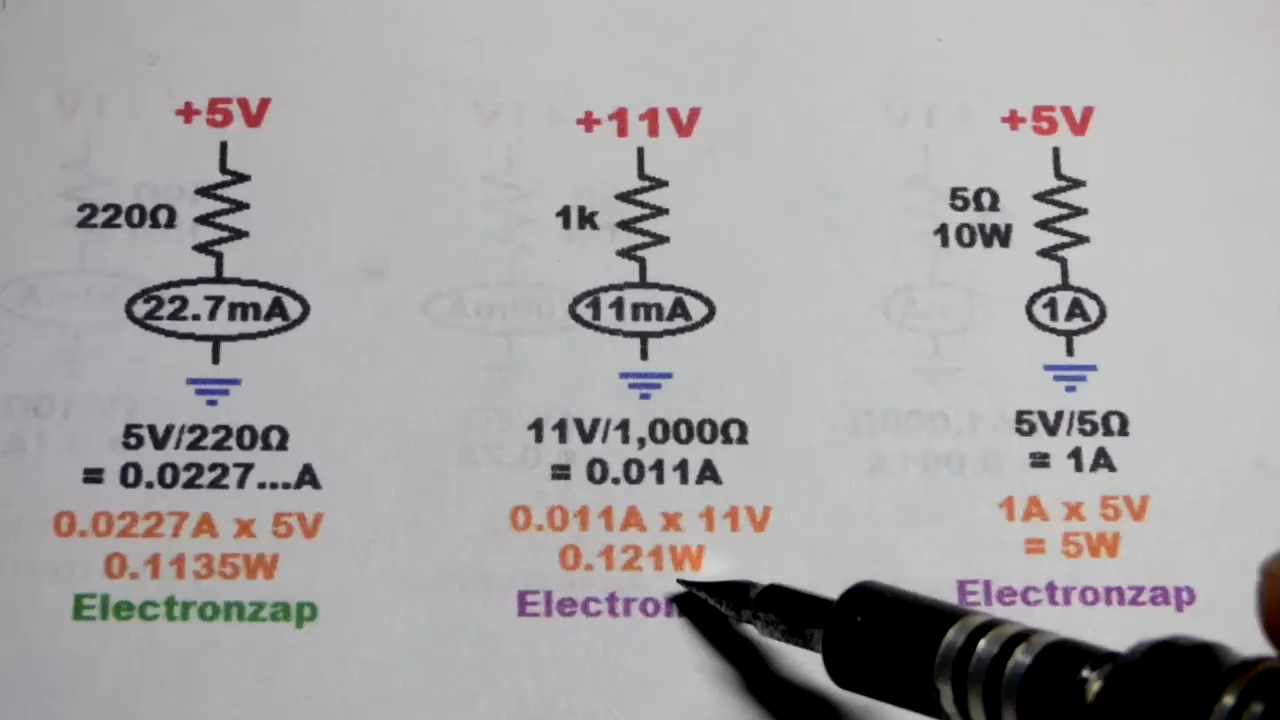 +5V
220Ω
22.7mA
5V/220Ω
= 0.0227...A
0.0227A x 5V
0.1135W
Electronzap
+11V
1k
11mA
11V/1,000Ω
= 0.011A
0.011A x 11V
0.121W
Electron
+5V
5Ω
10W
1A
5V/5Ω
= 1A
1A x 5V
= 5W
Electronzap